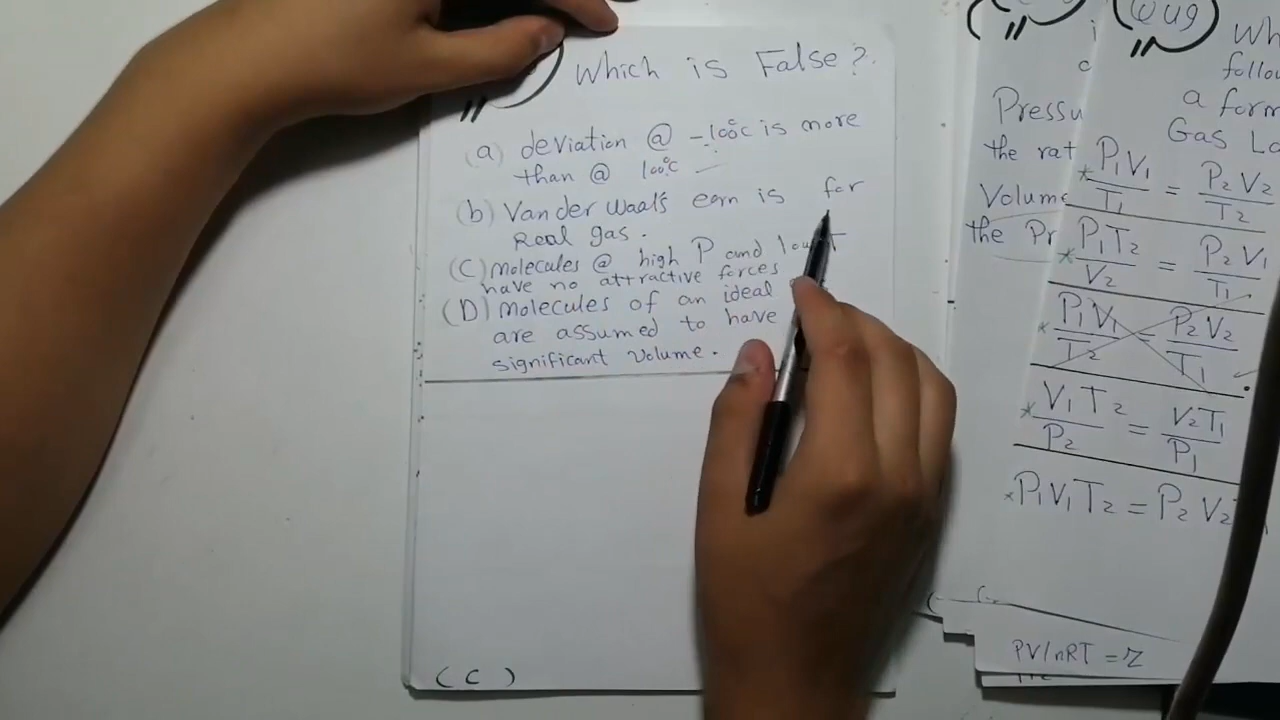 Which is False?
(a) deviation @ -100°C is more
than @ 100°C
(b) Van der Waal's eqrn is for
Real gas.
(C) molecules @ high P and low T
have no attractive forces
(D) molecules of an ideal
are assumed to have
significant Volume.
(C)
Pressu
the rat
Volume
the Pr
Wh
follow
a form
Gas La
* P1V1/T1 = P2V2/T2
* P1T2/V2 = P2V1/T1
* P1V1/T2 = P2V2/T1
* V1T2/P2 = V2T1/P1
* P1V1T2 = P2V2
PV/nRT = Z